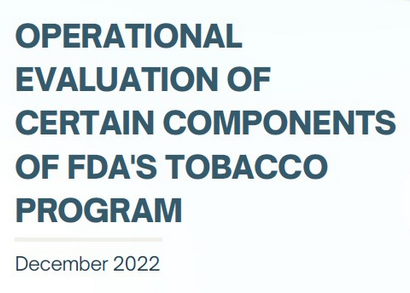 OPERATIONAL
EVALUATION OF
CERTAIN COMPONENTS
OF FDA'S TOBACCO
PROGRAM
December 2022